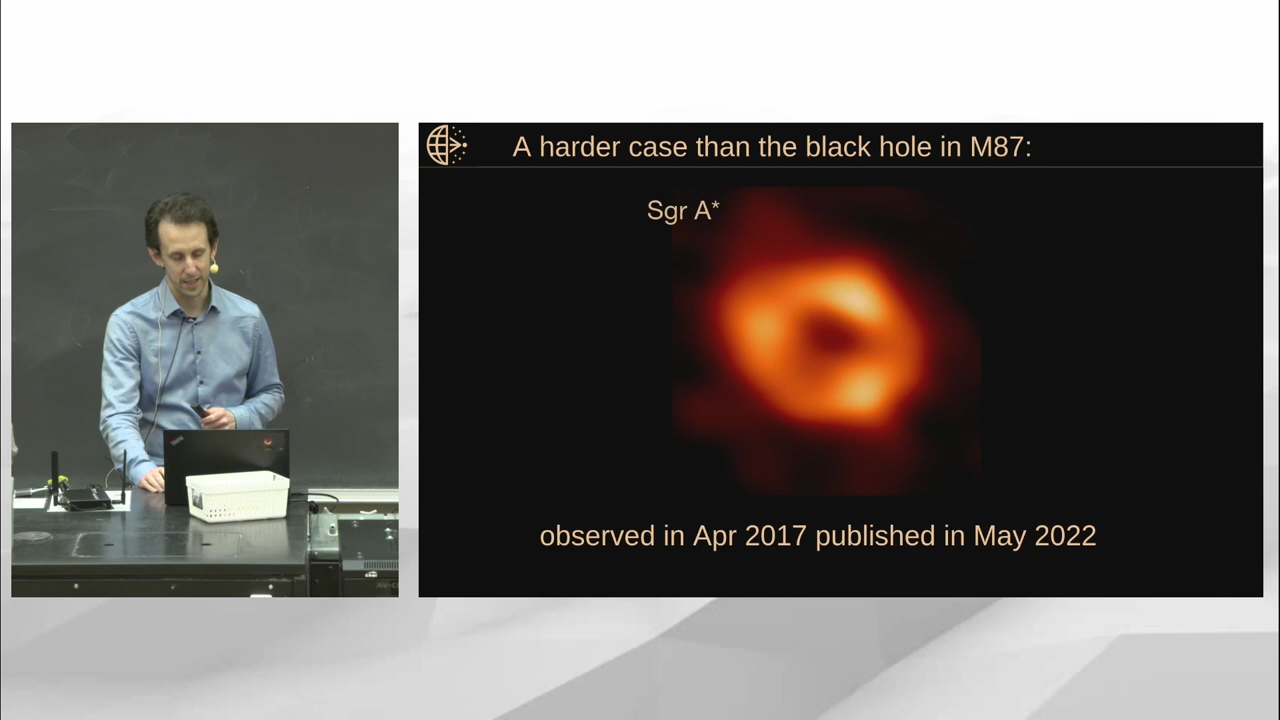 A harder case than the black hole in M87:
Sgr A*
observed in Apr 2017 published in May 2022